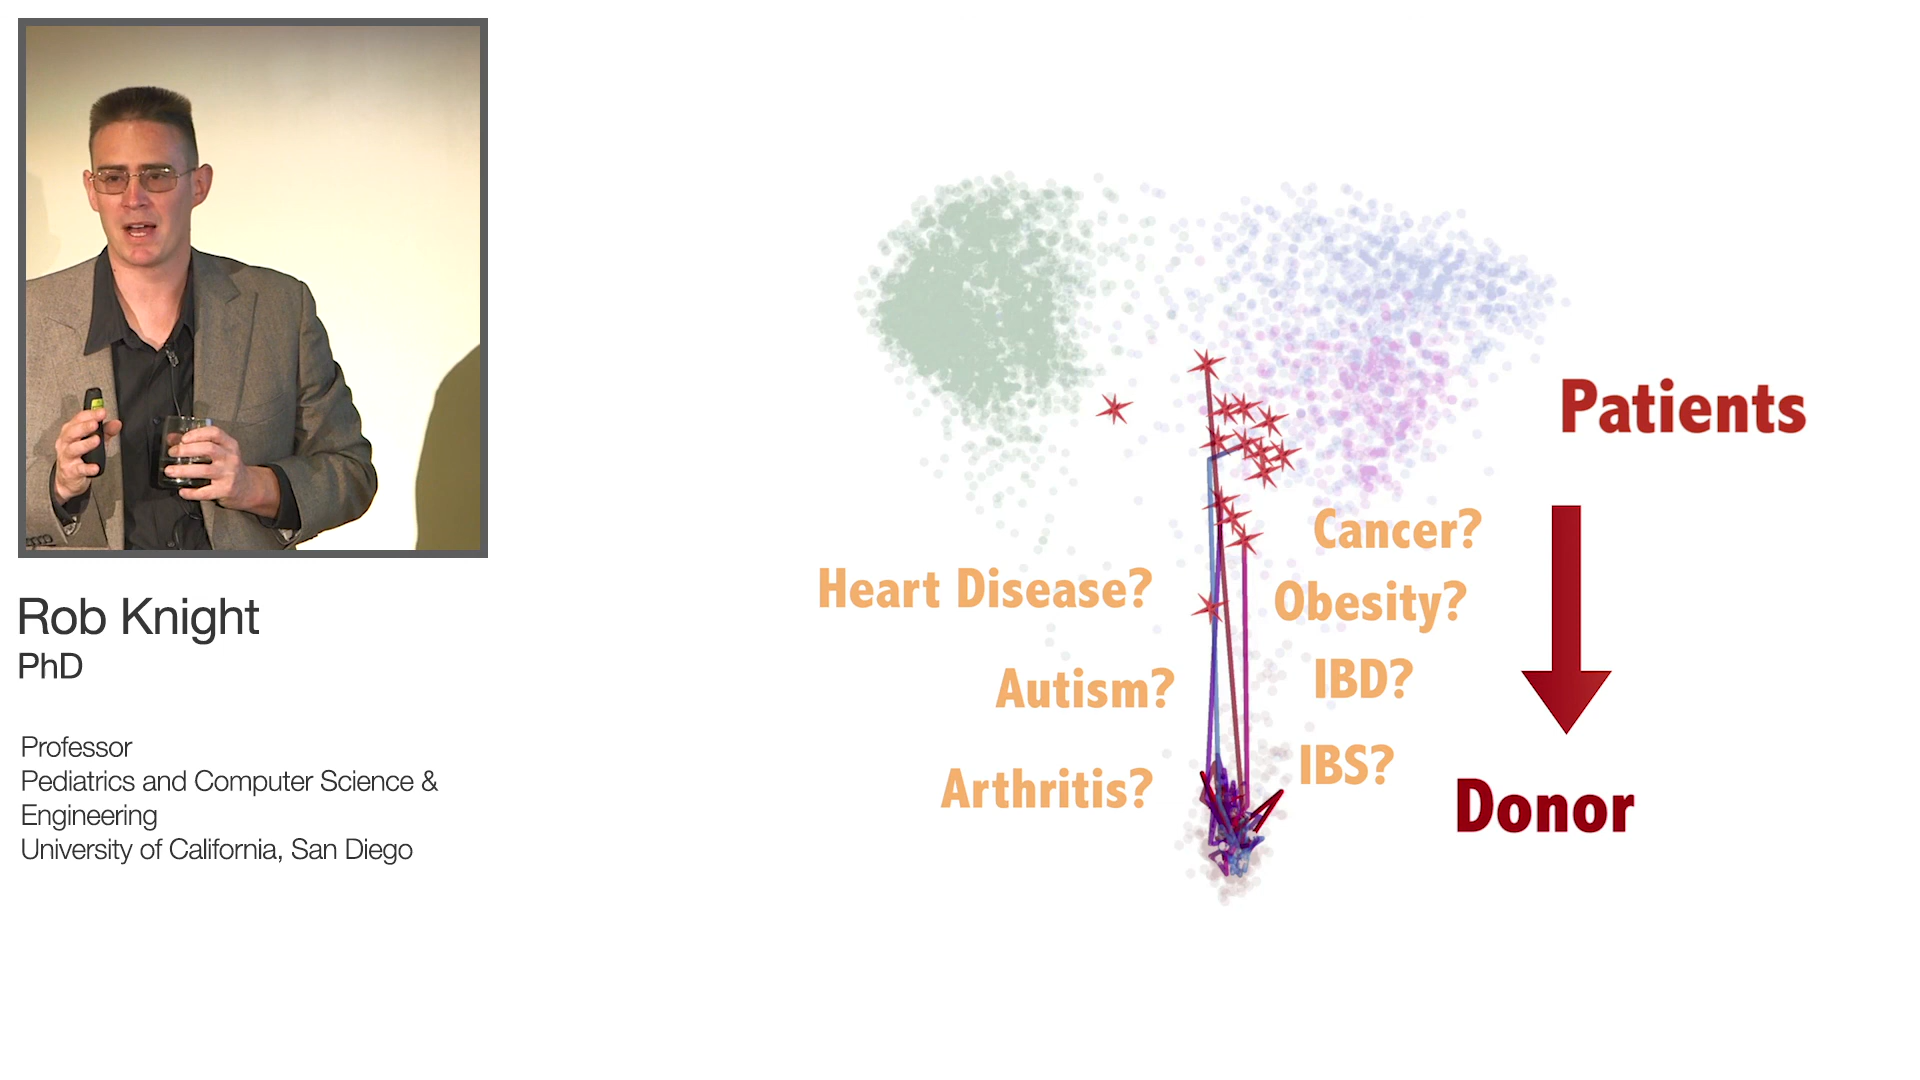 Rob Knight
PhD
Professor
Pediatrics and Computer Science &
Engineering
University of California, San Diego
Patients
Cancer?
Heart Disease?
Obesity?
Autism?
IBD?
Arthritis?
IBS?
Donor